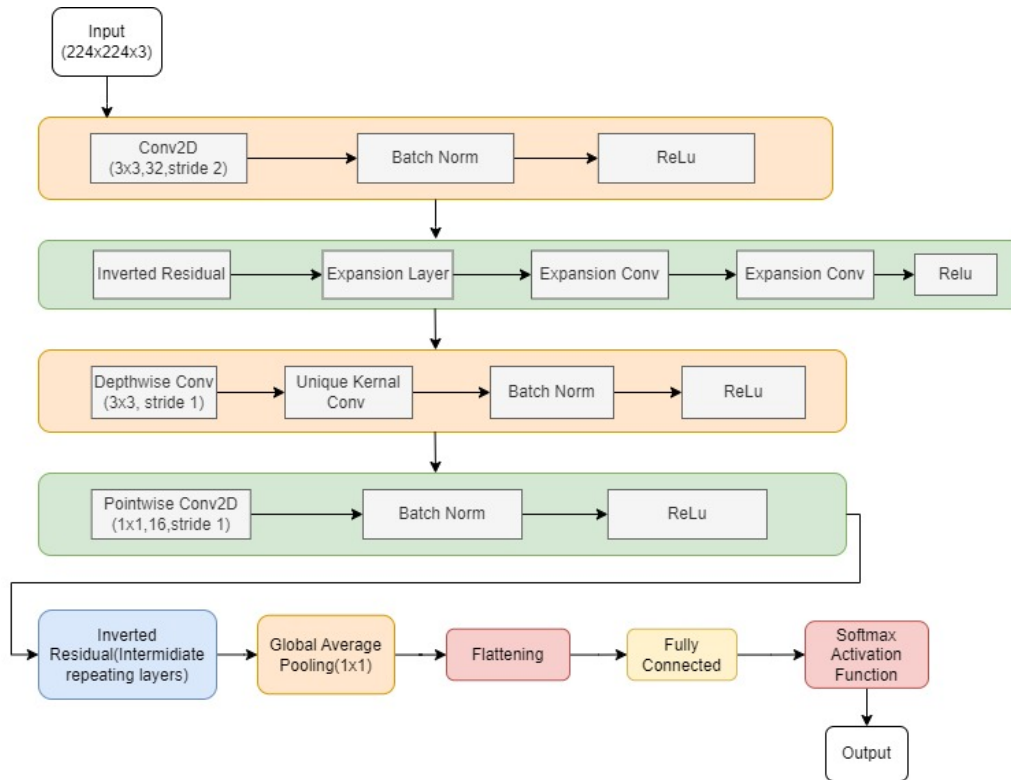 Input
(224x224x3)
Conv2D
(3x3,32,stride 2)
Batch Norm
ReLu
Inverted Residual
Expansion Layer
Expansion Conv
Expansion Conv
Relu
Depthwise Conv
(3x3, stride 1)
Unique Kernal
Conv
Batch Norm
ReLu
Pointwise Conv2D
(1x1,16,stride 1)
Batch Norm
ReLu
Inverted
Residual(Intermidiate
repeating layers)
Global Average
Pooling(1x1)
Flattening
Fully
Connected
Softmax
Activation
Function
Output